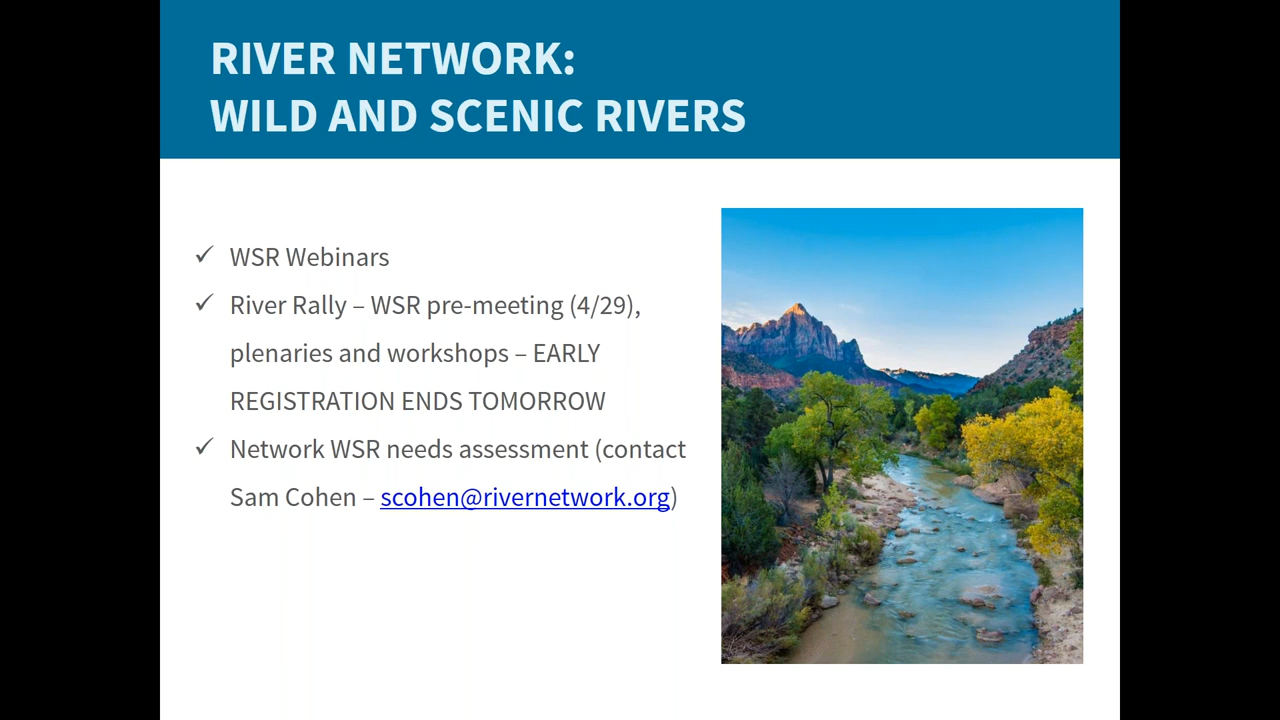 RIVER NETWORK:
WILD AND SCENIC RIVERS
✓ WSR Webinars
✓ River Rally – WSR pre-meeting (4/29),
plenaries and workshops – EARLY
REGISTRATION ENDS TOMORROW
✓ Network WSR needs assessment (contact
Sam Cohen – scohen@rivernetwork.org)